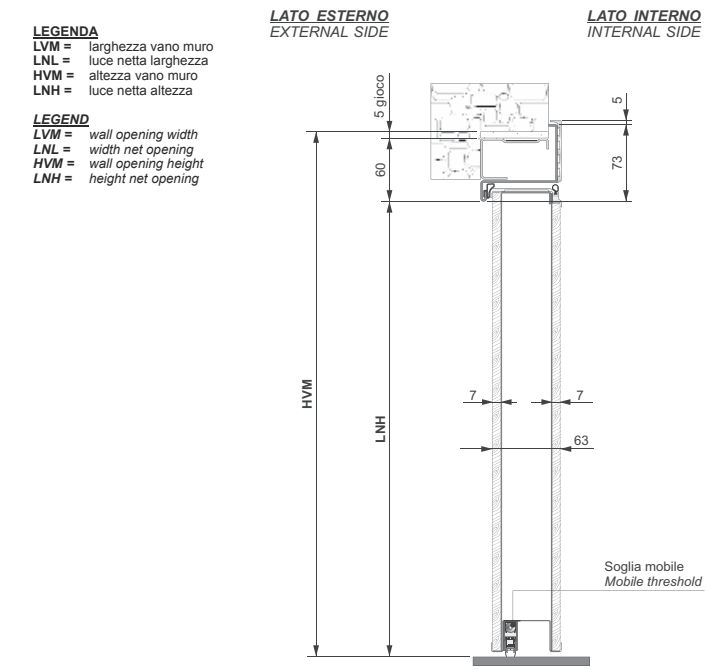 LATO ESTERNO
EXTERNAL SIDE
LATO INTERNO
INTERNAL SIDE
LEGENDA
LVM = larghezza vano muro
LNL = luce netta larghezza
HVM = altezza vano muro
LNH = luce netta altezza
LEGEND
LVM = wall opening width
LNL = width net opening
HVM = wall opening height
LNH = height net opening
5 gioco
60
5
73
HVM
LNH
7
7
63
Soglia mobile
Mobile threshold